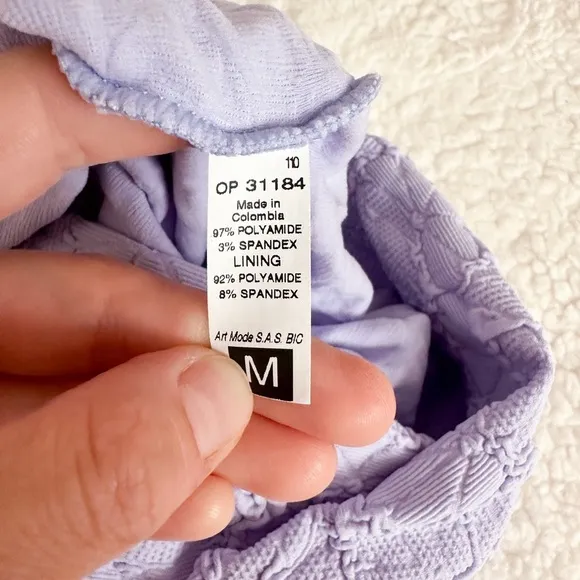 110
OP 31184
Made in
Colombia
97% POLYAMIDE
3% SPANDEX
LINING
92% POLYAMIDE
8% SPANDEX
Art Mode S.A.S. BIC
M